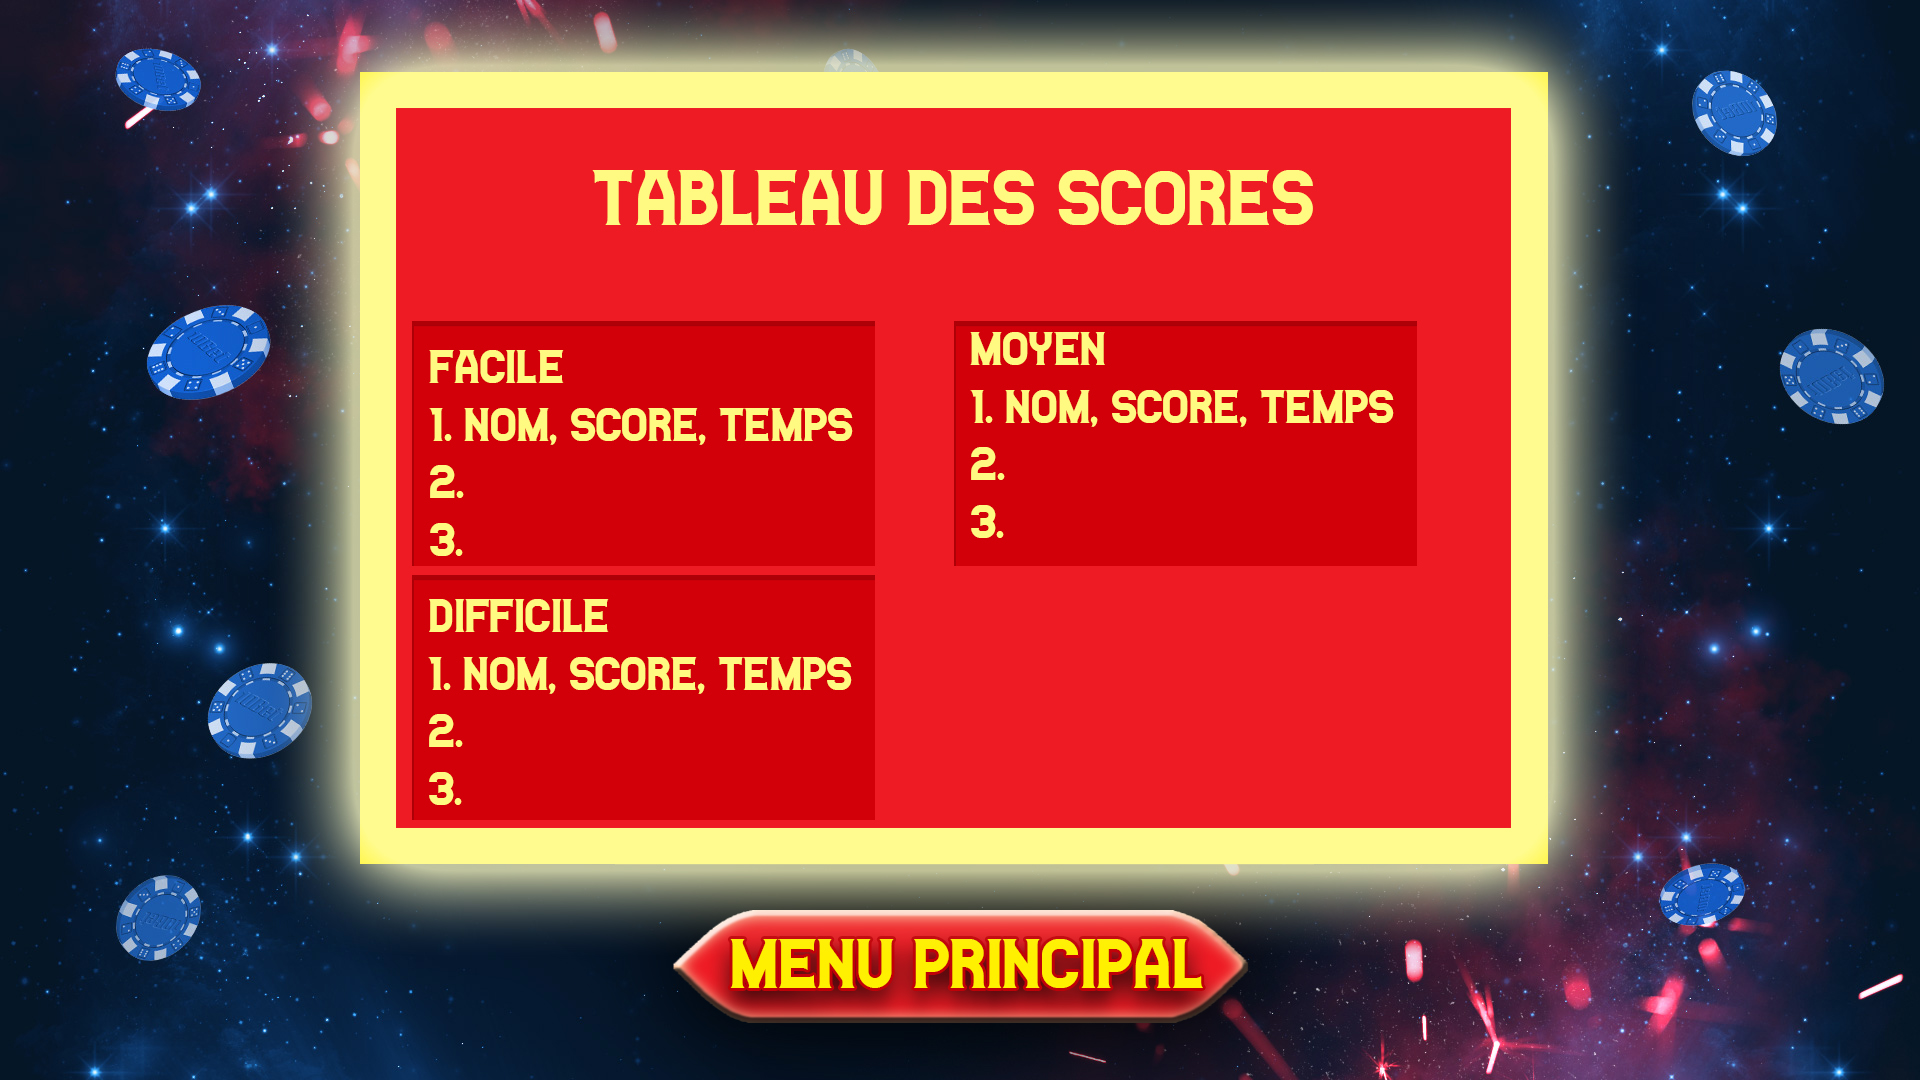 TABLEAU DES SCORES
FACILE
1. NOM, SCORE, TEMPS
2.
3.
MOYEN
1. NOM, SCORE, TEMPS
2.
3.
DIFFICILE
1. NOM, SCORE, TEMPS
2.
3.
MENU PRINCIPAL